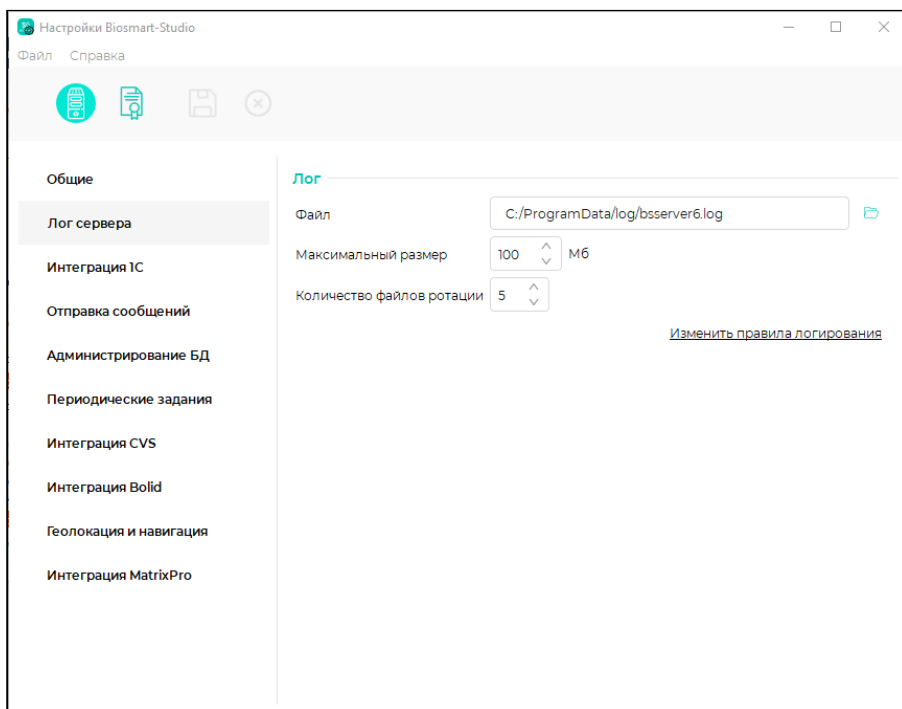 Настройки Biosmart-Studio
Файл Справка
Общие
Лог сервера
Интеграция 1С
Отправка сообщений
Администрирование БД
Периодические задания
Интеграция CVS
Интеграция Bolid
Геолокация и навигация
Интеграция MatrixPro
Лог
Файл C:/ProgramData/log/bsserver6.log
Максимальный размер 100 Мб
Количество файлов ротации 5
Изменить правила логирования